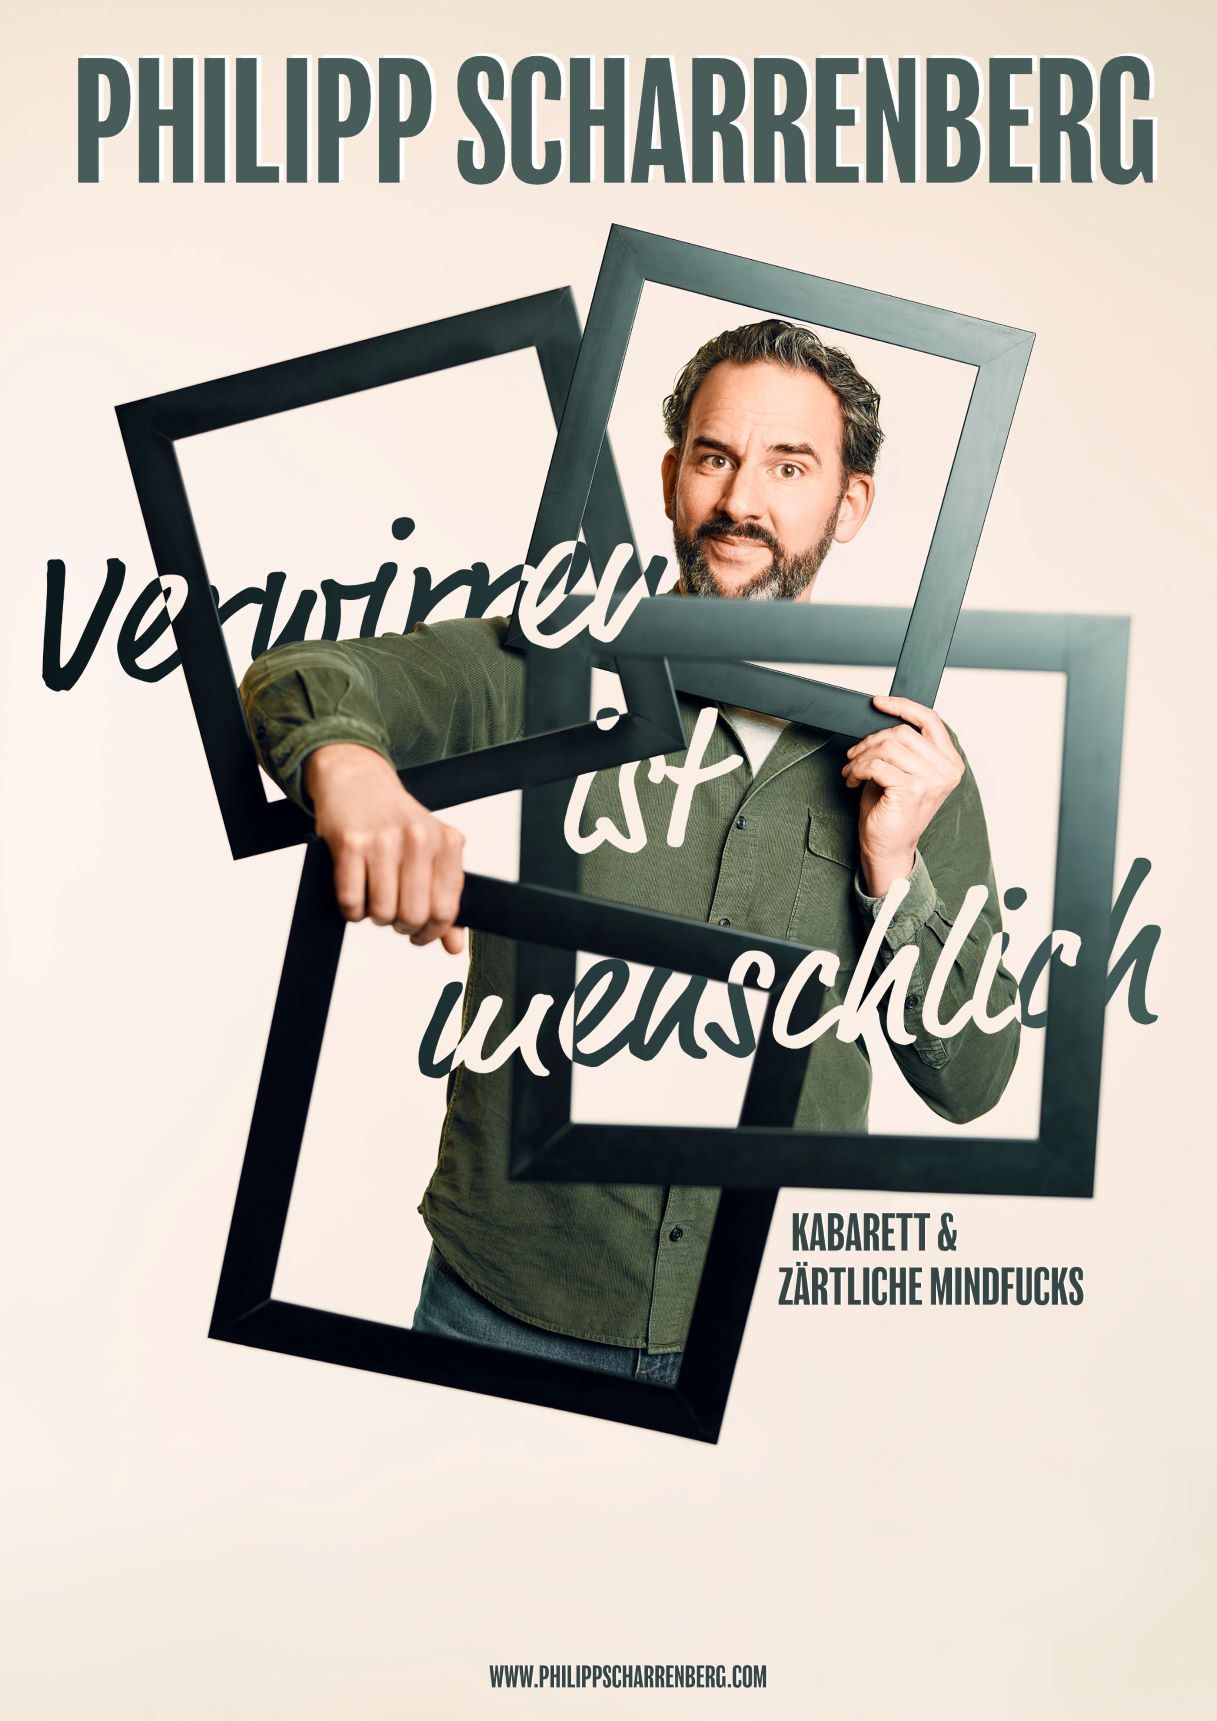 PHILIPP SCHARRENBERG
Verwirren
ist
menschlich
KABARETT &
ZÄRTLICHE MINDFUCKS
WWW.PHILIPPSCHARRENBERG.COM